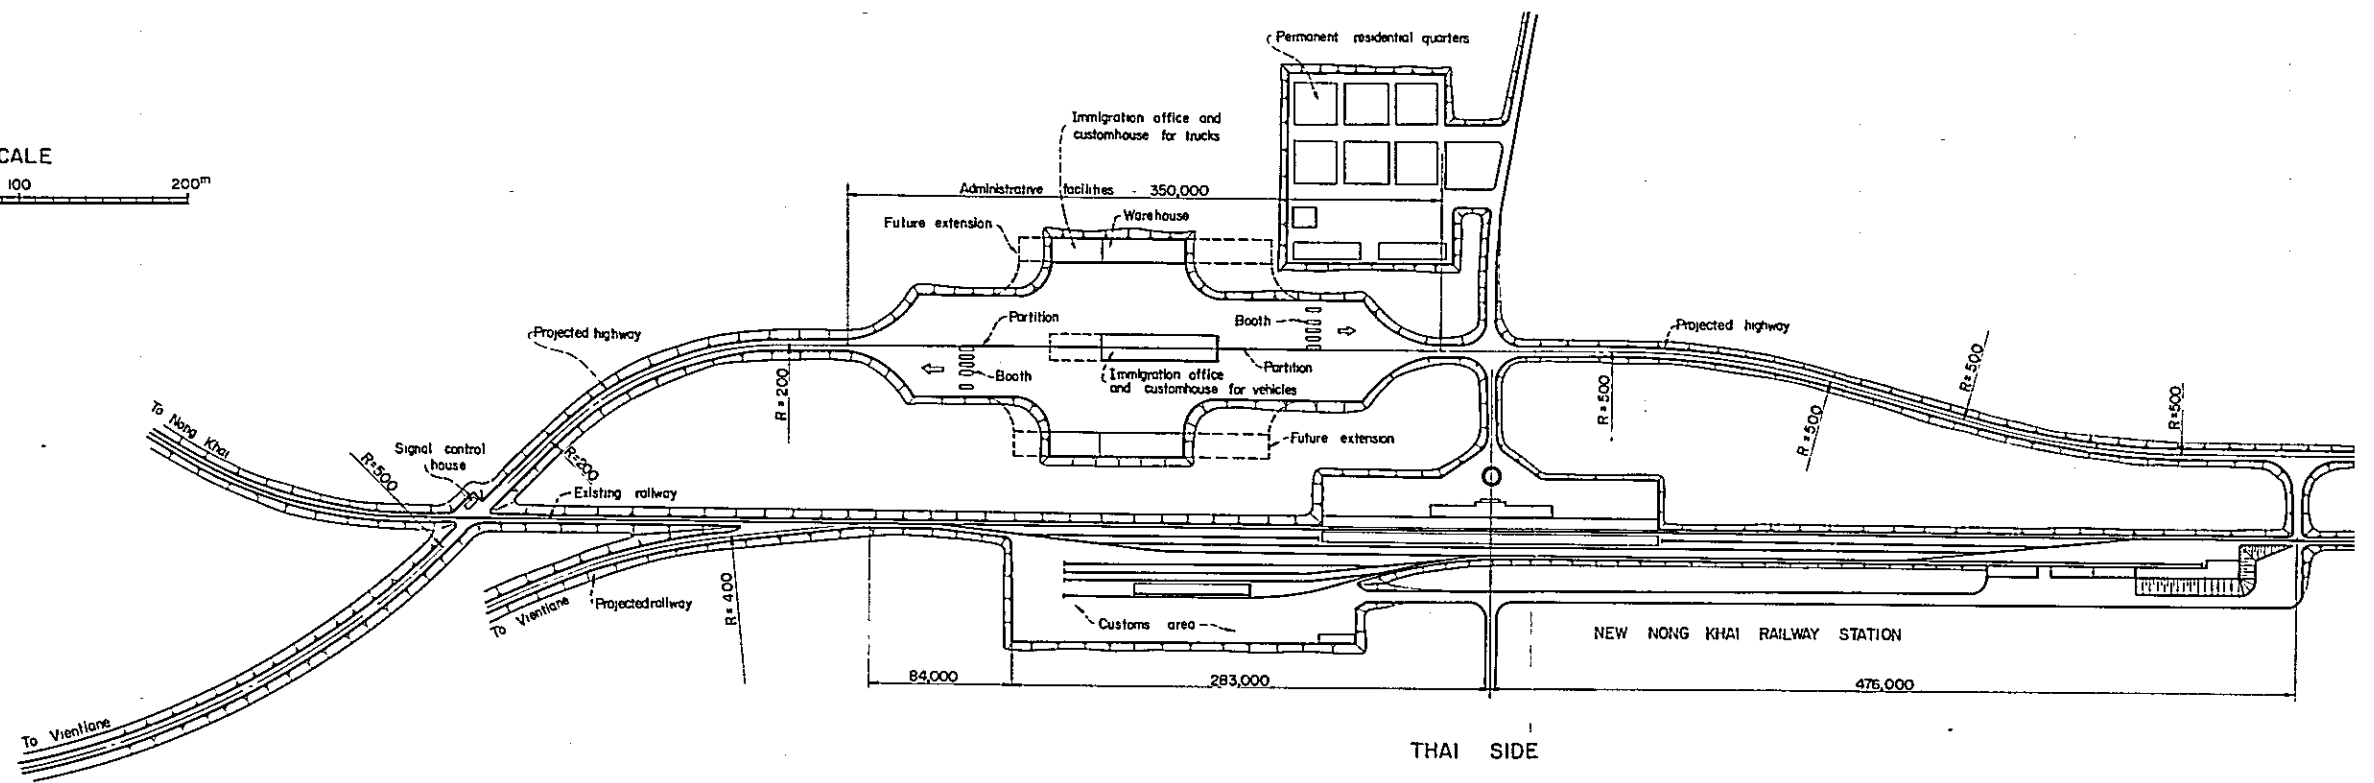 Permanent residential quarters
Immigration office and
customhouse for trucks
CALE
100 200m
Administrative facilities 350,000
Future extension
Warehouse
Projected highway
Partition
Booth
Projected highway
Booth
Immigration office
and customhouse for vehicles
Partition
R=200
R=500
R=500
R=500
R=500
To Nong Khai
Signal control
house
R=500
R=200
Future extension
Existing railway
To Vientiane
Projected railway
R=400
Customs area
NEW NONG KHAI RAILWAY STATION
84,000
283,000
476,000
To Vientiane
THAI SIDE